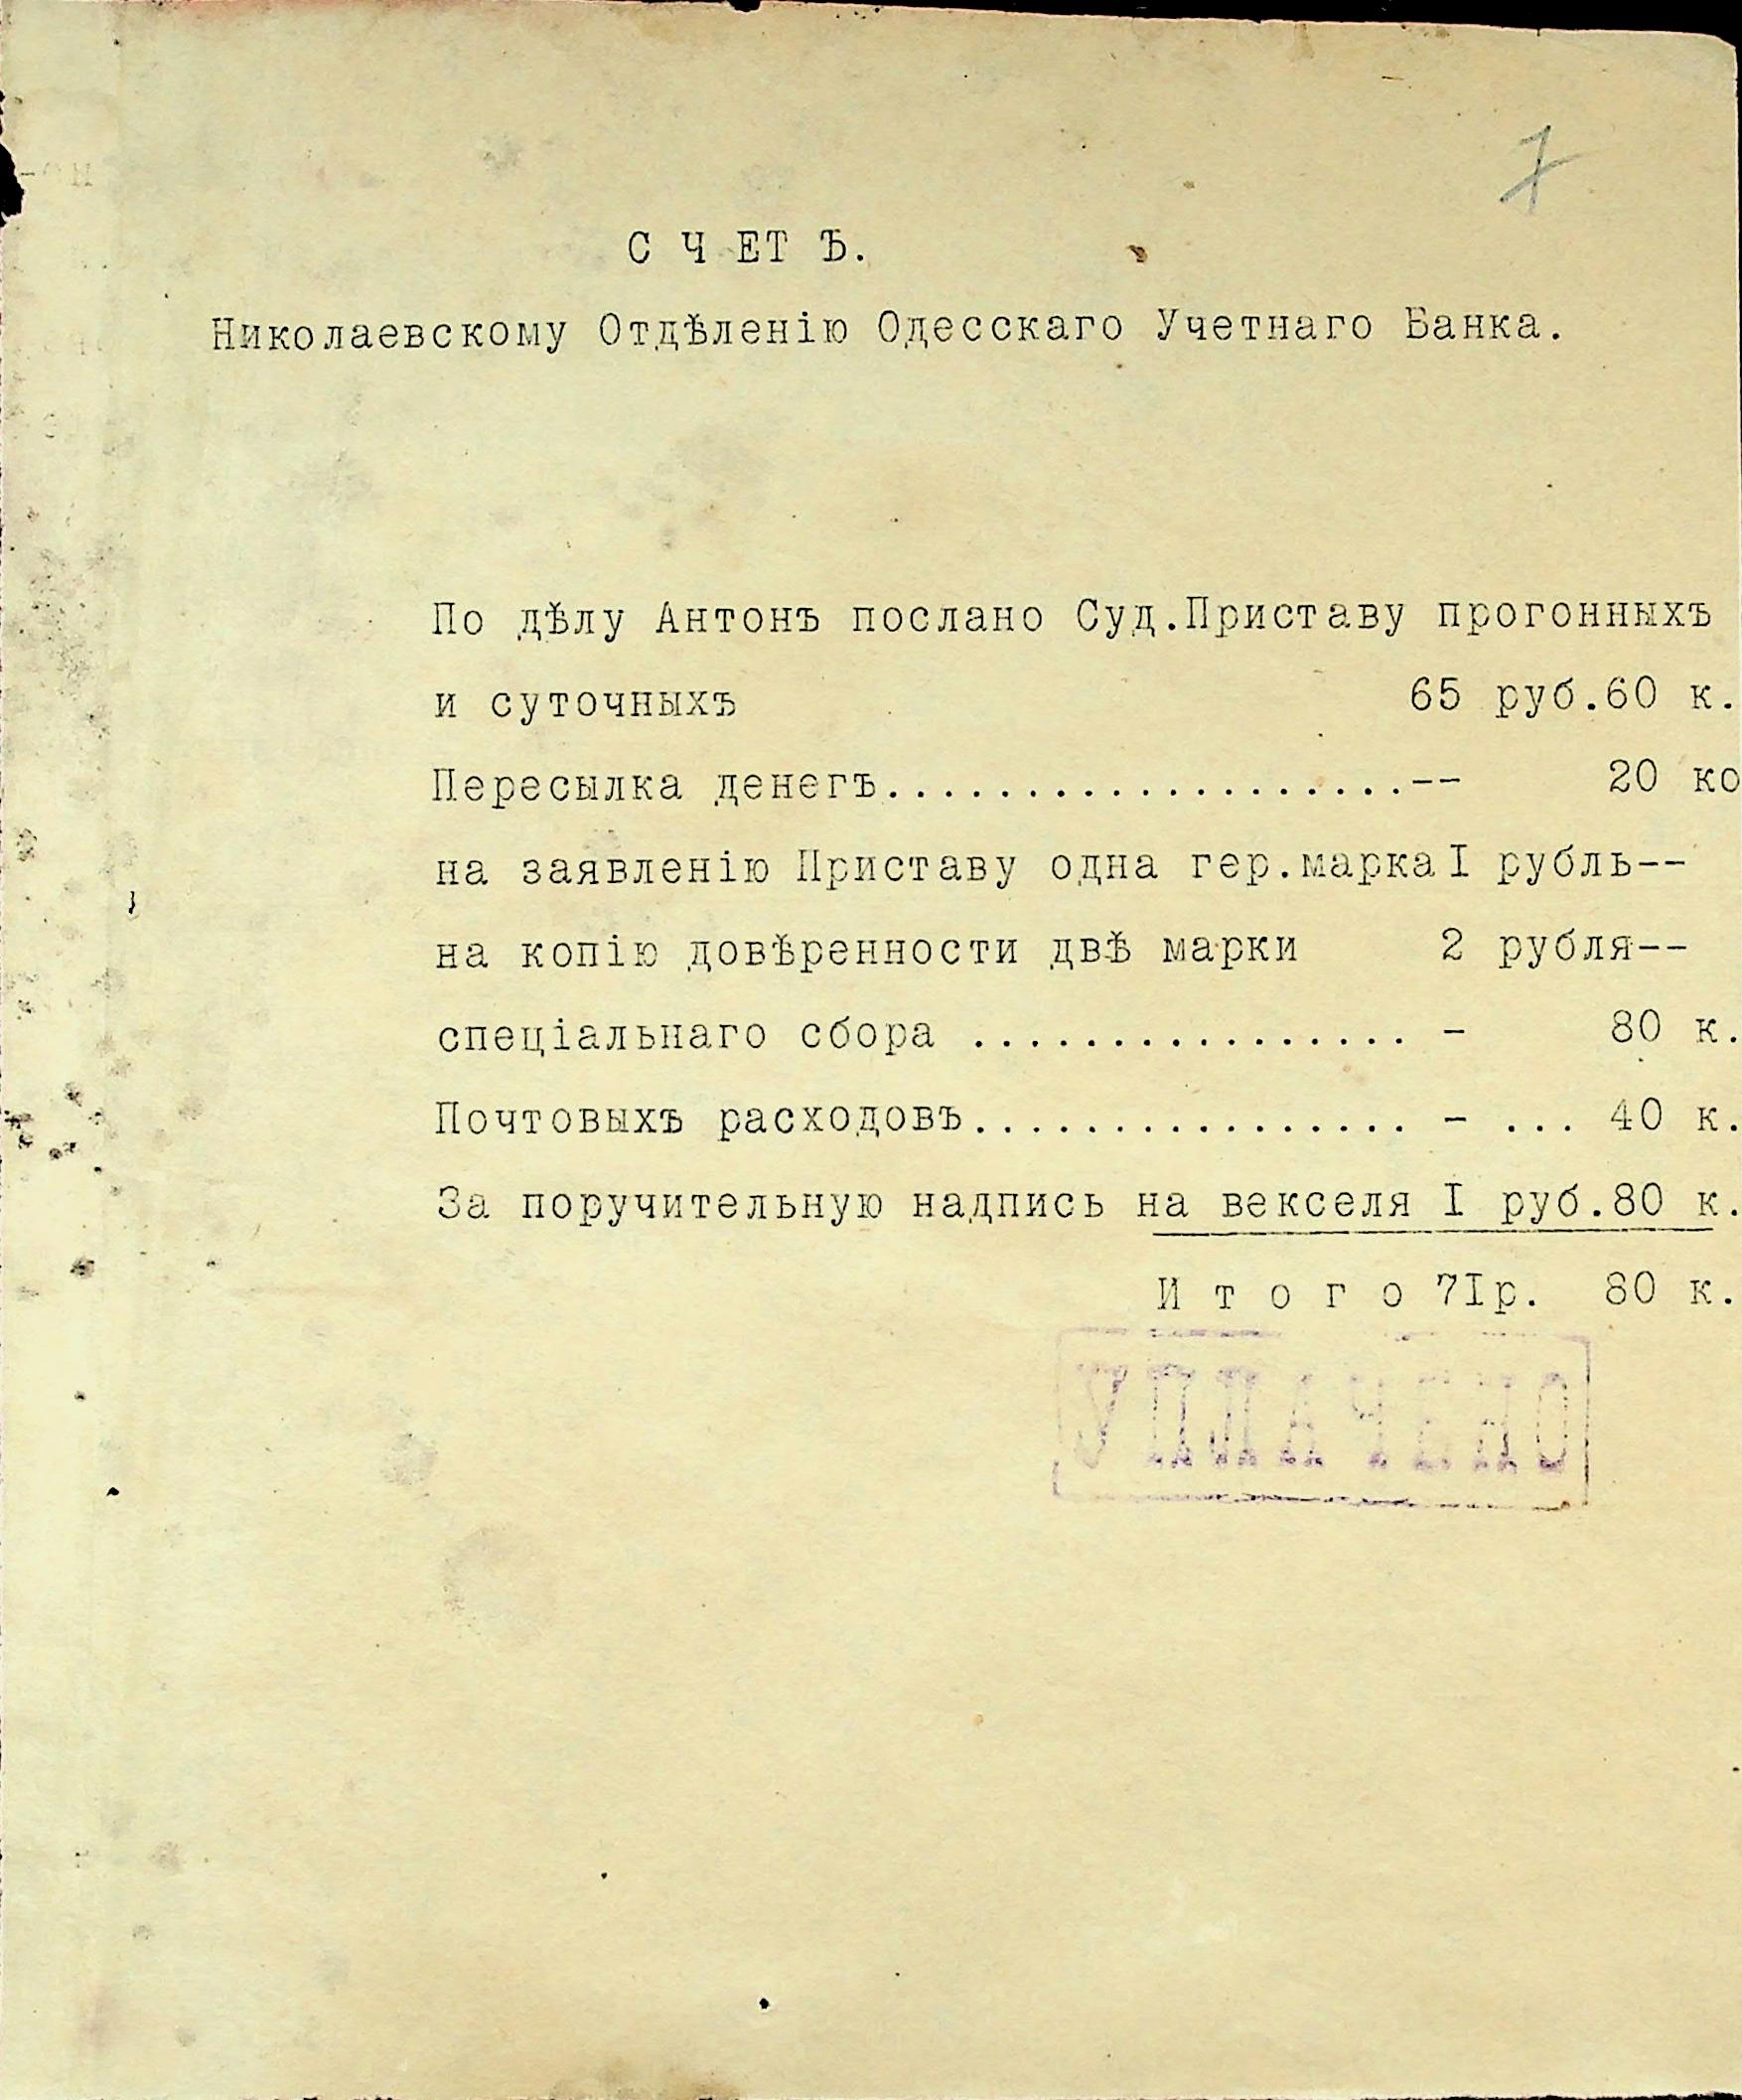 7
С Ч ЕТ Ъ.
Николаевскому Отдѣленію Одесскаго Учетнаго Банка.
По дѣлу Антонъ послано Суд.Приставу прогонныхъ
и суточныхъ 65 руб.60 к.
Пересылка денегъ...................-- 20 ко
на заявленію Приставу одна гер.марка I рубль--
на копію довѣренности двѣ марки 2 рубля--
спеціальнаго сбора ................ - 80 к.
Почтовыхъ расходовъ................ - ... 40 к.
За поручительную надпись на векселя I руб.80 к.
И т о г о 7Iр. 80 к.
УПЛАЧЕНО